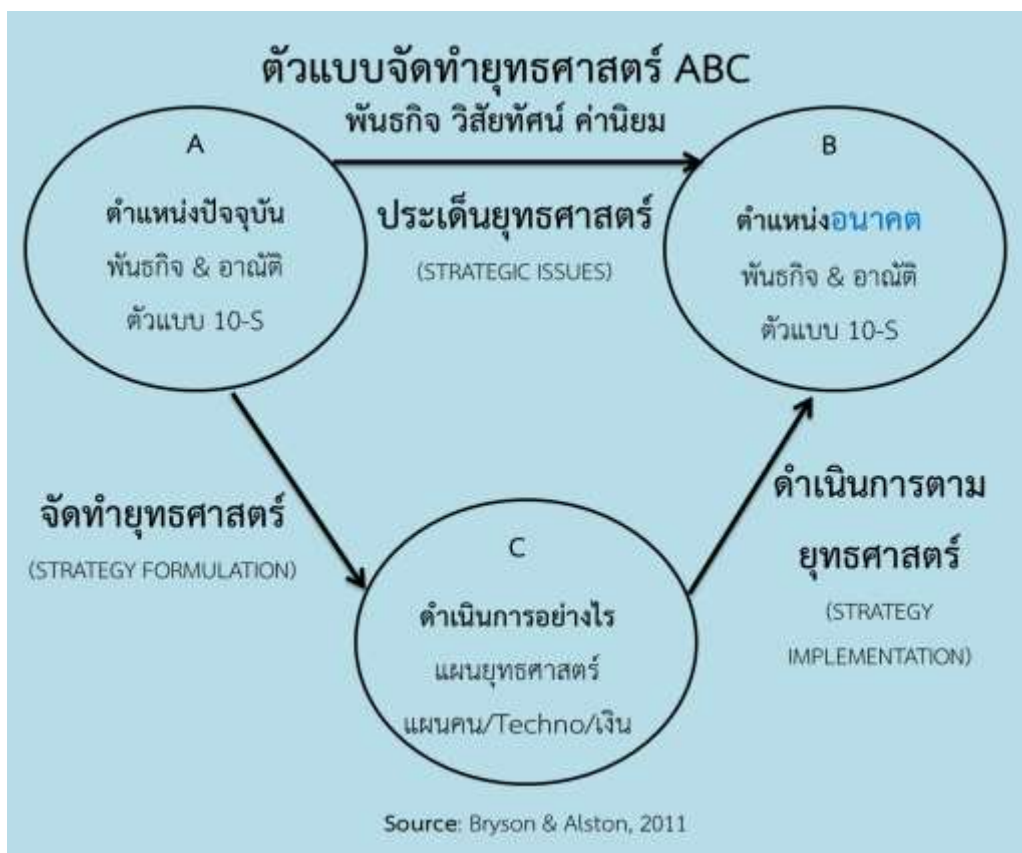 ตัวแบบจัดทำยุทธศาสตร์ ABC
พันธกิจ วิสัยทัศน์ ค่านิยม
A
ตำแหน่งปัจจุบัน
พันธกิจ & อาณัติ
ตัวแบบ 10-S
ประเด็นยุทธศาสตร์
(STRATEGIC ISSUES)
B
ตำแหน่งอนาคต
พันธกิจ & อาณัติ
ตัวแบบ 10-S
จัดทำยุทธศาสตร์
(STRATEGY FORMULATION)
C
ดำเนินการอย่างไร
แผนยุทธศาสตร์
แผนคน/Techno/เงิน
ดำเนินการตาม
ยุทธศาสตร์
(STRATEGY
IMPLEMENTATION)
Source: Bryson & Alston, 2011